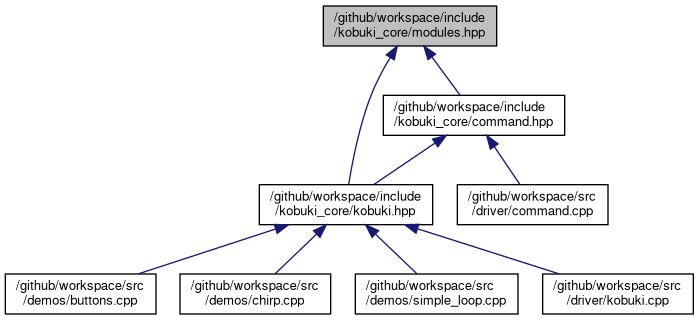 /github/workspace/include
/kobuki_core/modules.hpp
/github/workspace/include
/kobuki_core/command.hpp
/github/workspace/include
/kobuki_core/kobuki.hpp
/github/workspace/src
/driver/command.cpp
/github/workspace/src
/demos/buttons.cpp
/github/workspace/src
/demos/chirp.cpp
/github/workspace/src
/demos/simple_loop.cpp
/github/workspace/src
/driver/kobuki.cpp